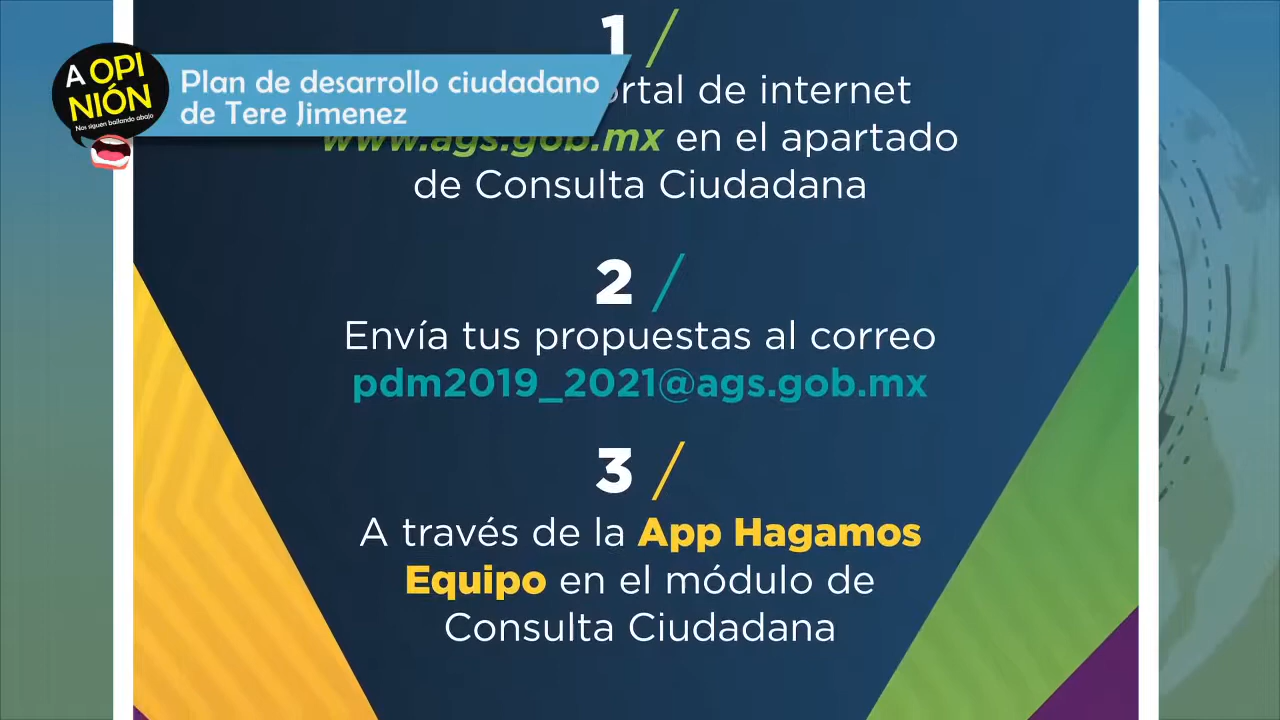 A OPI
NIÓN
Nos siguen bailando abajo
Plan de desarrollo ciudadano
de Tere Jimenez
1 /
de internet
www.ags.gob.mx en el apartado
de Consulta Ciudadana
2 /
Envía tus propuestas al correo
pdm2019_2021@ags.gob.mx
3 /
A través de la App Hagamos
Equipo en el módulo de
Consulta Ciudadana